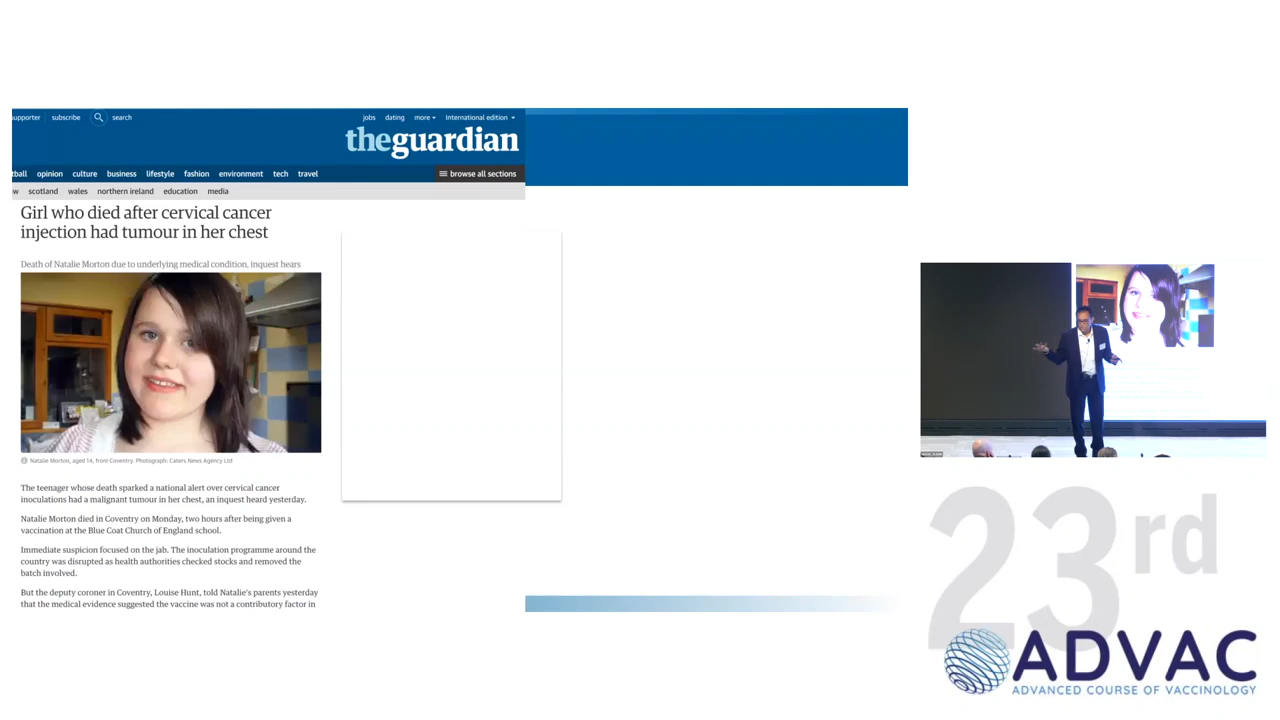 supporter subscribe search jobs dating more International edition
theguardian
tball opinion culture business lifestyle fashion environment tech travel browse all sections
w scotland wales northern ireland education media
Girl who died after cervical cancer
injection had tumour in her chest
Death of Natalie Morton due to underlying medical condition, inquest hears
Natalie Morton, aged 14, from Coventry. Photograph: Caters News Agency Ltd
The teenager whose death sparked a national alert over cervical cancer
inoculations had a malignant tumour in her chest, an inquest heard yesterday.
Natalie Morton died in Coventry on Monday, two hours after being given a
vaccination at the Blue Coat Church of England school.
Immediate suspicion focused on the jab. The inoculation programme around the
country was disrupted as health authorities checked stocks and removed the
batch involved.
But the deputy coroner in Coventry, Louise Hunt, told Natalie's parents yesterday
that the medical evidence suggested the vaccine was not a contributory factor in
23rd
ADVAC
ADVANCED COURSE OF VACCINOLOGY